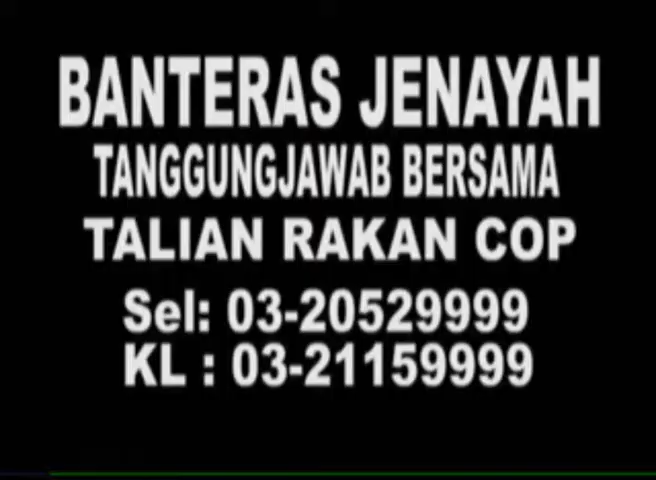 BANTERAS JENAYAH
TANGGUNGJAWAB BERSAMA
TALIAN RAKAN COP
Sel: 03-20529999
KL : 03-21159999